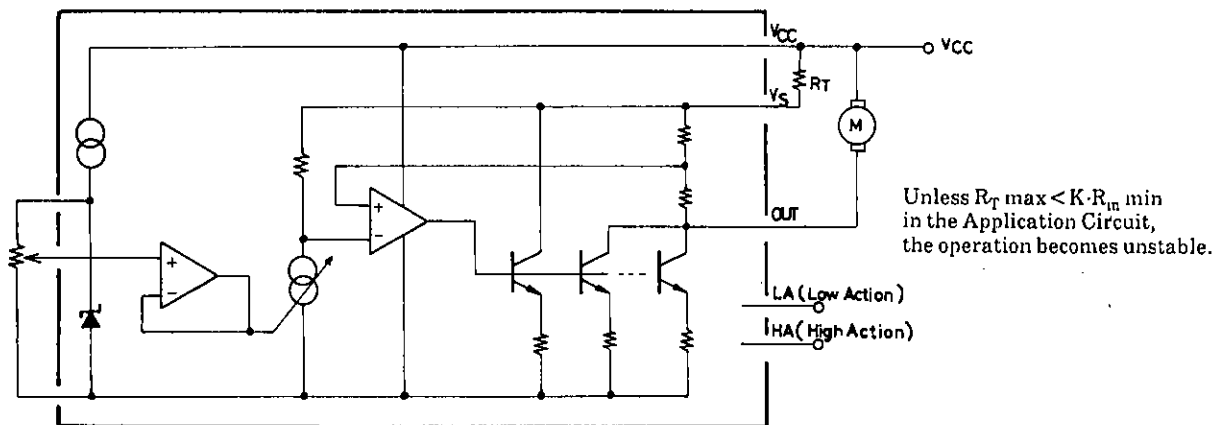 VCC
VCC
RT
VS
M
+
−
OUT
+
−
Unless RT max < K·Rm min
in the Application Circuit,
the operation becomes unstable.
LA (Low Action)
HA (High Action)